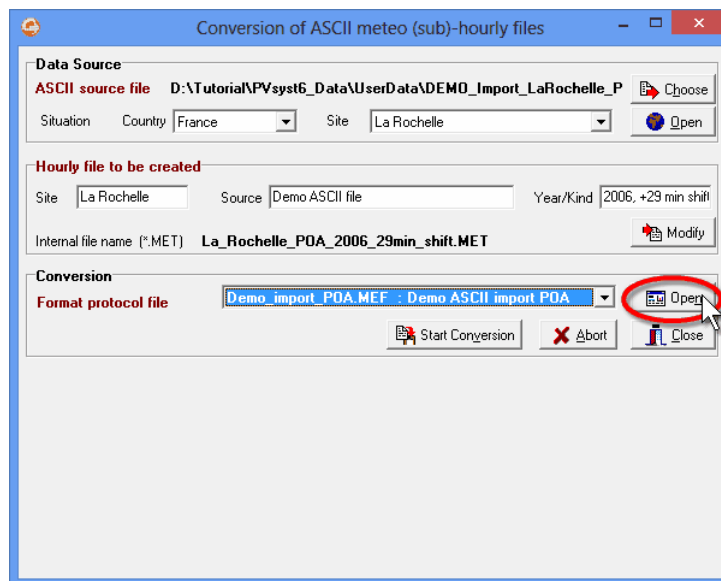 Conversion of ASCII meteo (sub)-hourly files
Data Source
ASCII source file D:\Tutorial\PVsyst6_Data\UserData\DEMO_Import_LaRochelle_P Choose
Situation Country France Site La Rochelle Open
Hourly file to be created
Site La Rochelle Source Demo ASCII file Year/Kind 2006, +29 min shift
Internal file name (*.MET) La_Rochelle_POA_2006_29min_shift.MET Modify
Conversion
Format protocol file Demo_import_POA.MEF : Demo ASCII import POA Open
Start Conversion Abort Close